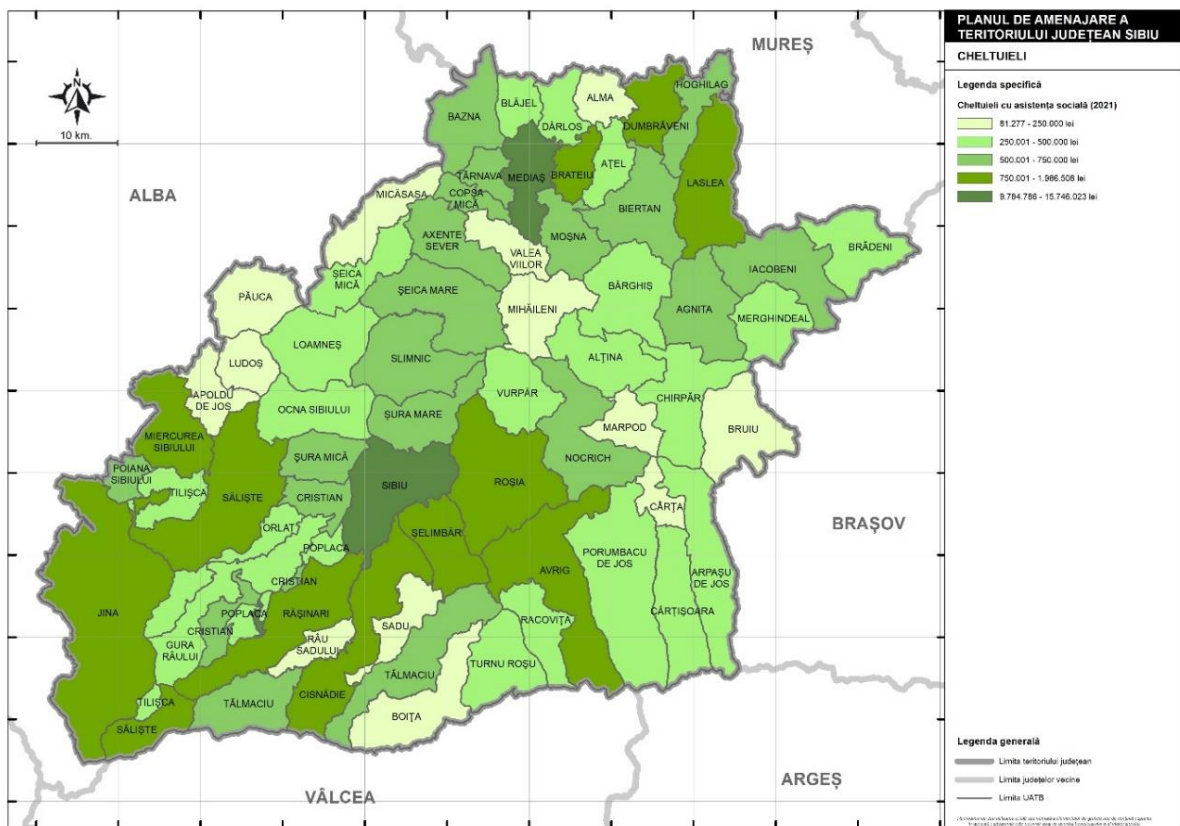 PLANUL DE AMENAJARE A
TERITORIULUI JUDEȚEAN SIBIU
CHELTUIELI
Legenda specifică
Cheltuieli cu asistența socială (2021)
61.277 - 250.000 lei
250.001 - 500.000 lei
500.001 - 750.000 lei
750.001 - 1.986.508 lei
9.784.786 - 15.746.023 lei
N
10 km.
MUREȘ
ALBA
BRAȘOV
ARGEȘ
VÂLCEA
HOGHILAG
ALMA
BLĂJEL
BAZNA
DÂRLOS
DUMBRĂVENI
AȚEL
BRATEIU
TÂRNAVA
MEDIAȘ
LASLEA
COPȘA
MICĂ
MICĂSASA
BIERTAN
AXENTE
SEVER
MOȘNA
VALEA
VIILOR
BRĂDENI
IACOBENI
ȘEICA
MICĂ
ȘEICA MARE
BÂRGHIȘ
PĂUCA
MIHĂILENI
AGNITA
MERGHINDEAL
LOAMNEȘ
SLIMNIC
ALȚINA
LUDOȘ
APOLDU
DE JOS
VURPĂR
CHIRPĂR
OCNA SIBIULUI
ȘURA MARE
MARPOD
BRUIU
MIERCUREA
SIBIULUI
ȘURA MICĂ
NOCRICH
POIANA
SIBIULUI
TILIȘCA
SĂLIȘTE
CRISTIAN
SIBIU
ROȘIA
CÂRȚA
ORLAT
POPLACA
ȘELIMBĂR
AVRIG
PORUMBACU
DE JOS
ARPAȘU
DE JOS
CRISTIAN
JINA
RĂȘINARI
CÂRȚIȘOARA
POPLACA
CRISTIAN
SADU
RACOVIȚA
GURA
RÂULUI
RÂU
SADULUI
TURNU ROȘU
TĂLMACIU
TILIȘCA
CISNĂDIE
TĂLMACIU
BOIȚA
SĂLIȘTE
Legenda generală
Limita teritoriului județean
Limita județelor vecine
Limita UATB